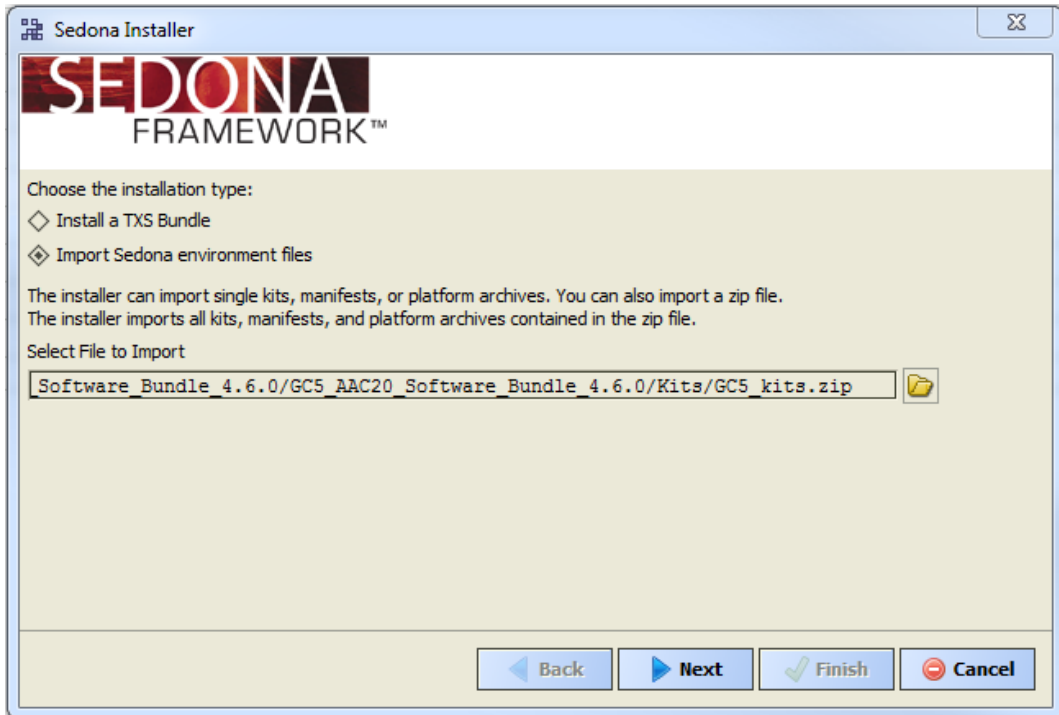 Sedona Installer
SEDONA
FRAMEWORK™
Choose the installation type:
Install a TXS Bundle
Import Sedona environment files
The installer can import single kits, manifests, or platform archives. You can also import a zip file.
The installer imports all kits, manifests, and platform archives contained in the zip file.
Select File to Import
_Software_Bundle_4.6.0/GC5_AAC20_Software_Bundle_4.6.0/Kits/GC5_kits.zip
Back Next Finish Cancel